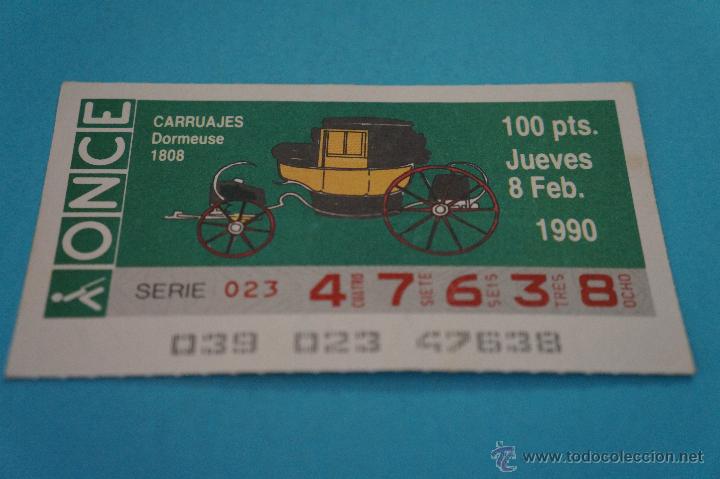 ONCE
CARRUAJES
Dormeuse
1808
100 pts.
Jueves
8 Feb.
1990
SERIE 023 4 CUATRO 7 SIETE 6 SEIS 3 TRES 8 OCHO
039 023 47638
© www.todocoleccion.net